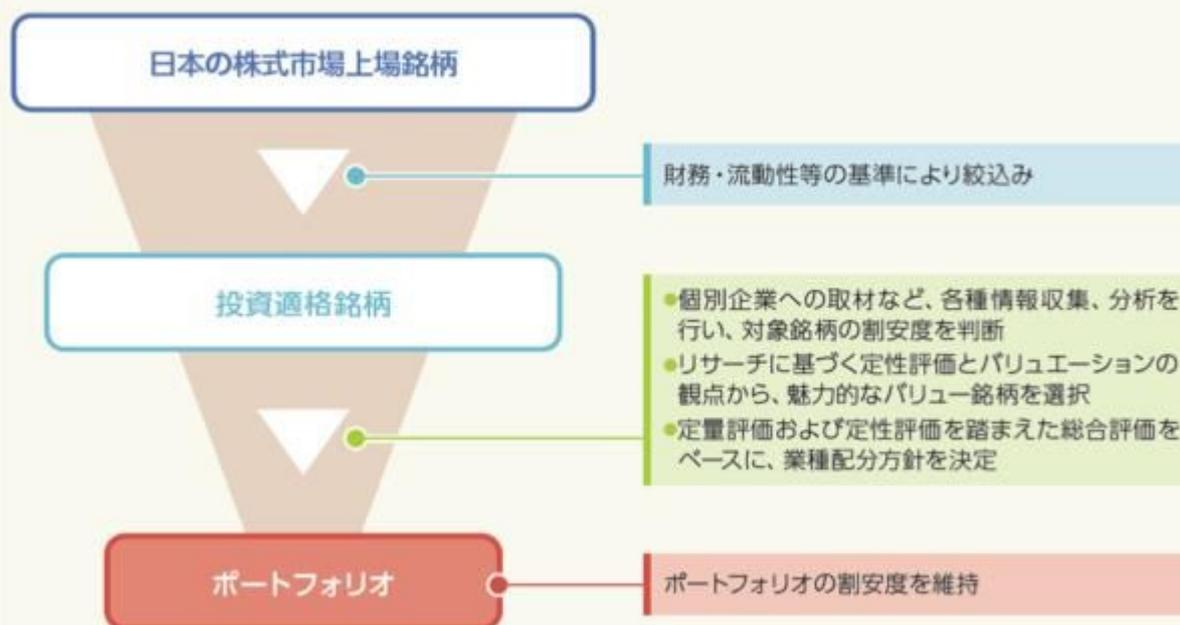 日本の株式市場上場銘柄
財務・流動性等の基準により絞込み
投資適格銘柄
●個別企業への取材など、各種情報収集、分析を
行い、対象銘柄の割安度を判断
●リサーチに基づく定性評価とバリュエーションの
観点から、魅力的なバリュー銘柄を選択
●定量評価および定性評価を踏まえた総合評価を
ベースに、業種配分方針を決定
ポートフォリオ
ポートフォリオの割安度を維持